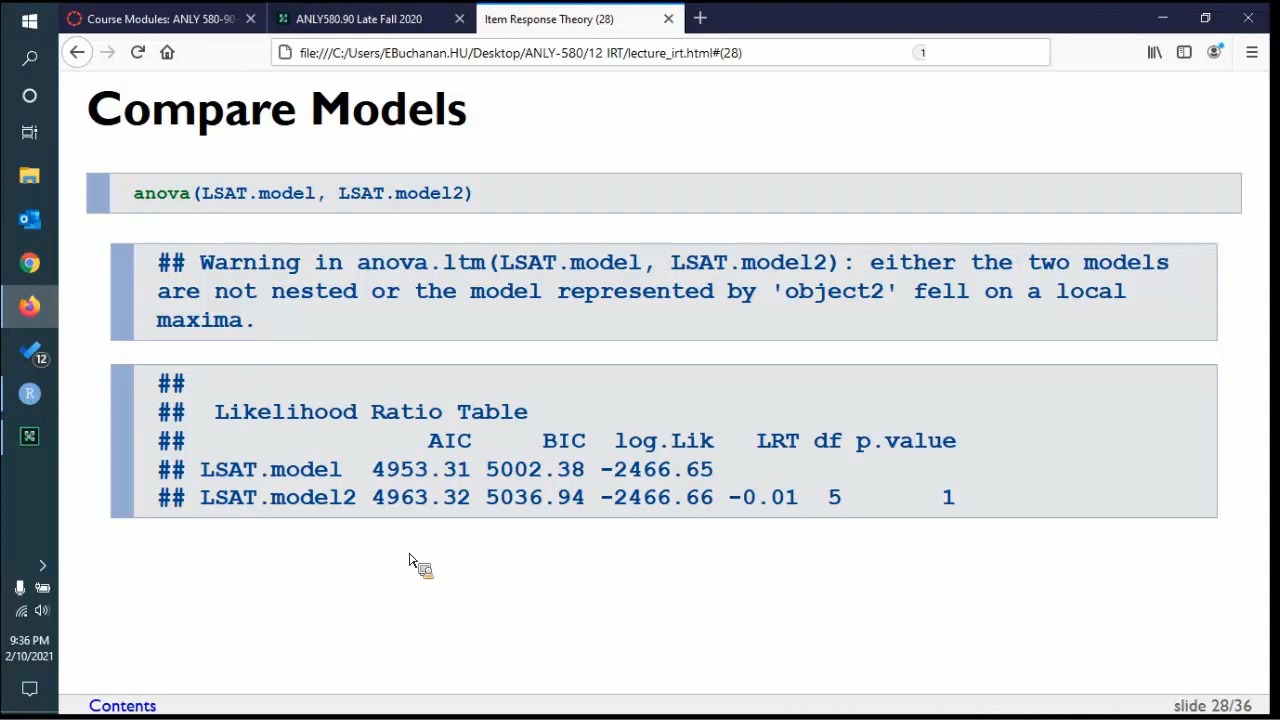 Course Modules: ANLY 580-90-
ANLY580.90 Late Fall 2020
Item Response Theory (28)
file:///C:/Users/EBuchanan.HU/Desktop/ANLY-580/12 IRT/lecture_irt.html#(28)
1
Compare Models
anova(LSAT.model, LSAT.model2)
## Warning in anova.ltm(LSAT.model, LSAT.model2): either the two models
are not nested or the model represented by 'object2' fell on a local
maxima.
##
## Likelihood Ratio Table
## AIC BIC log.Lik LRT df p.value
## LSAT.model 4953.31 5002.38 -2466.65
## LSAT.model2 4963.32 5036.94 -2466.66 -0.01 5 1
12
R
9:36 PM
2/10/2021
Contents
slide 28/36